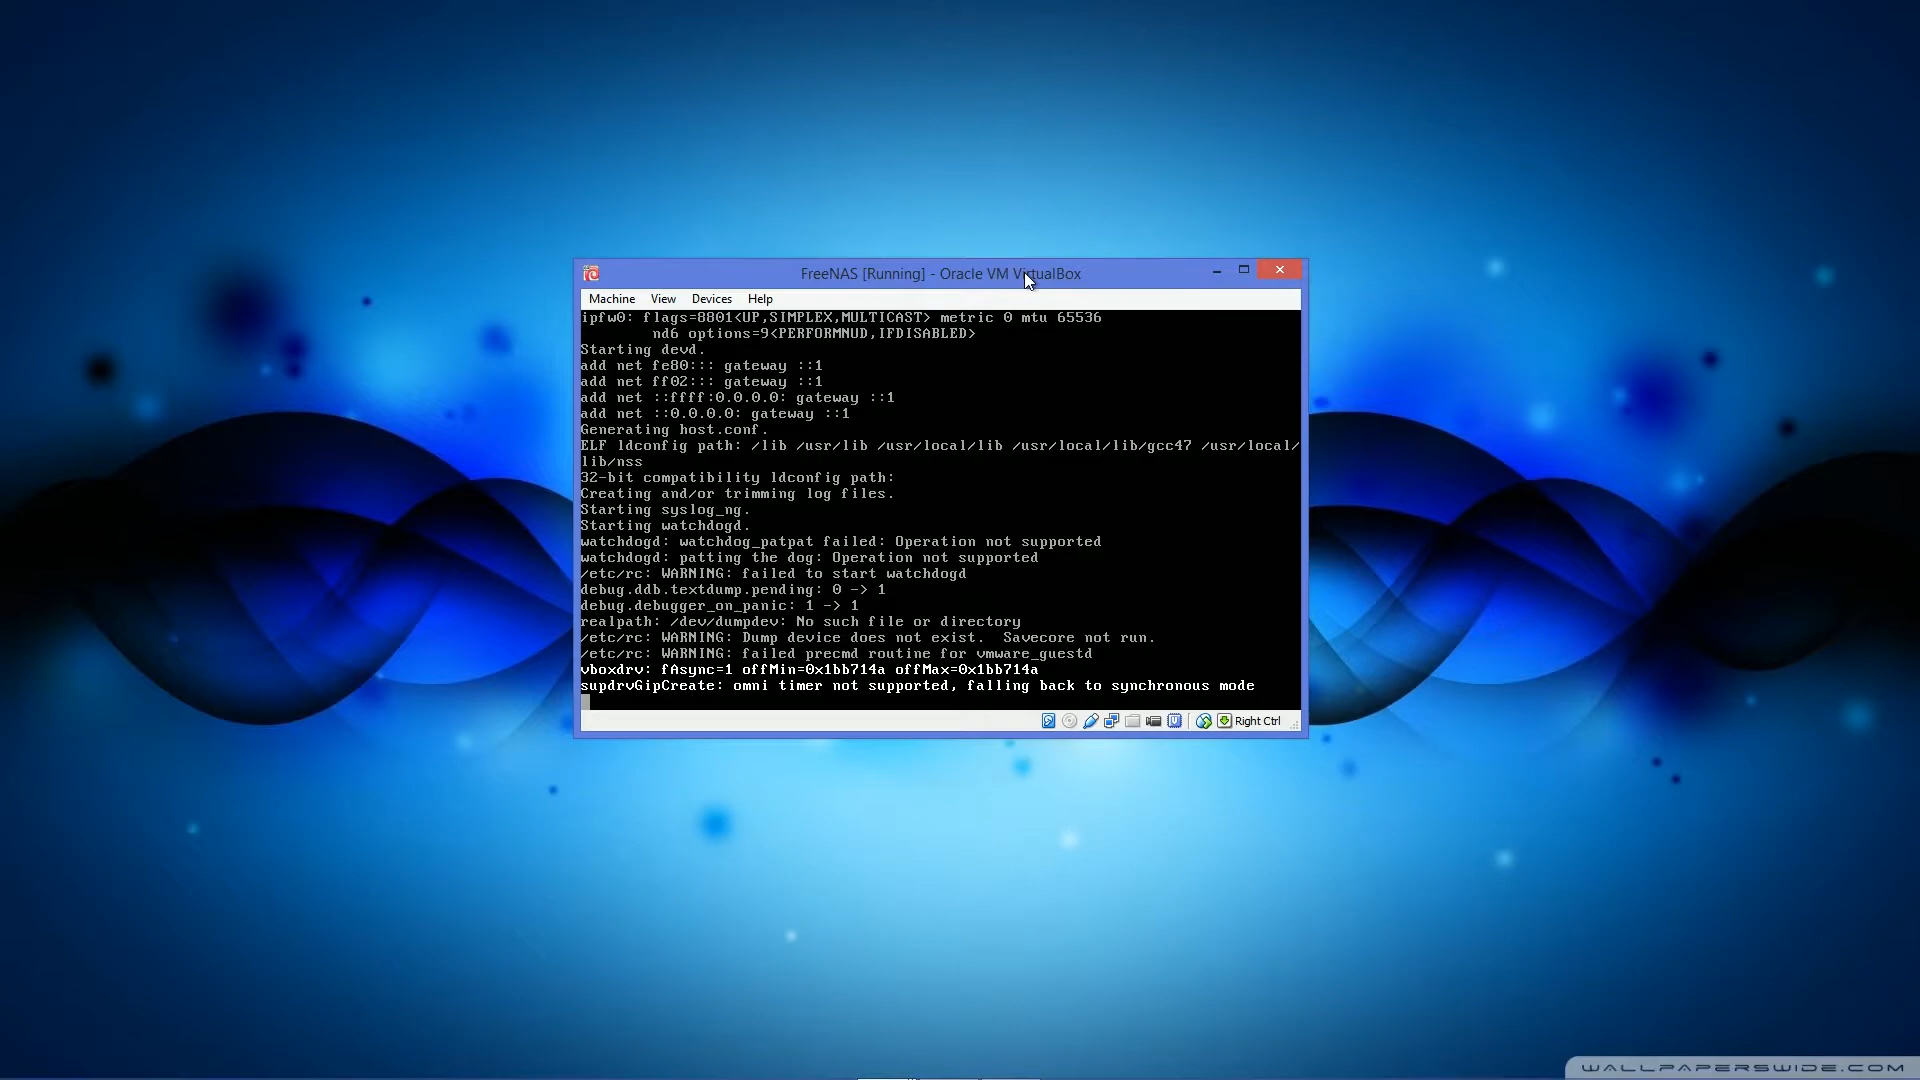 FreeNAS [Running] - Oracle VM VirtualBox
Machine View Devices Help
ipfw0: flags=8801<UP,SIMPLEX,MULTICAST> metric 0 mtu 65536
nd6 options=9<PERFORMNUD,IFDISABLED>
Starting devd.
add net fe80::: gateway ::1
add net ff02::: gateway ::1
add net ::ffff:0.0.0.0: gateway ::1
add net ::0.0.0.0: gateway ::1
Generating host.conf.
ELF ldconfig path: /lib /usr/lib /usr/local/lib /usr/local/lib/gcc47 /usr/local/
lib/nss
32-bit compatibility ldconfig path:
Creating and/or trimming log files.
Starting syslog_ng.
Starting watchdogd.
watchdogd: watchdog_patpat failed: Operation not supported
watchdogd: patting the dog: Operation not supported
/etc/rc: WARNING: failed to start watchdogd
debug.ddb.textdump.pending: 0 -> 1
debug.debugger_on_panic: 1 -> 1
realpath: /dev/dumpdev: No such file or directory
/etc/rc: WARNING: Dump device does not exist.  Savecore not run.
/etc/rc: WARNING: failed precmd routine for vmware_guestd
vboxdrv: fAsync=1 offMin=0x1bb714a offMax=0x1bb714a
supdrvGipCreate: omni timer not supported, falling back to synchronous mode
Right Ctrl
WALLPAPERSWIDE.COM